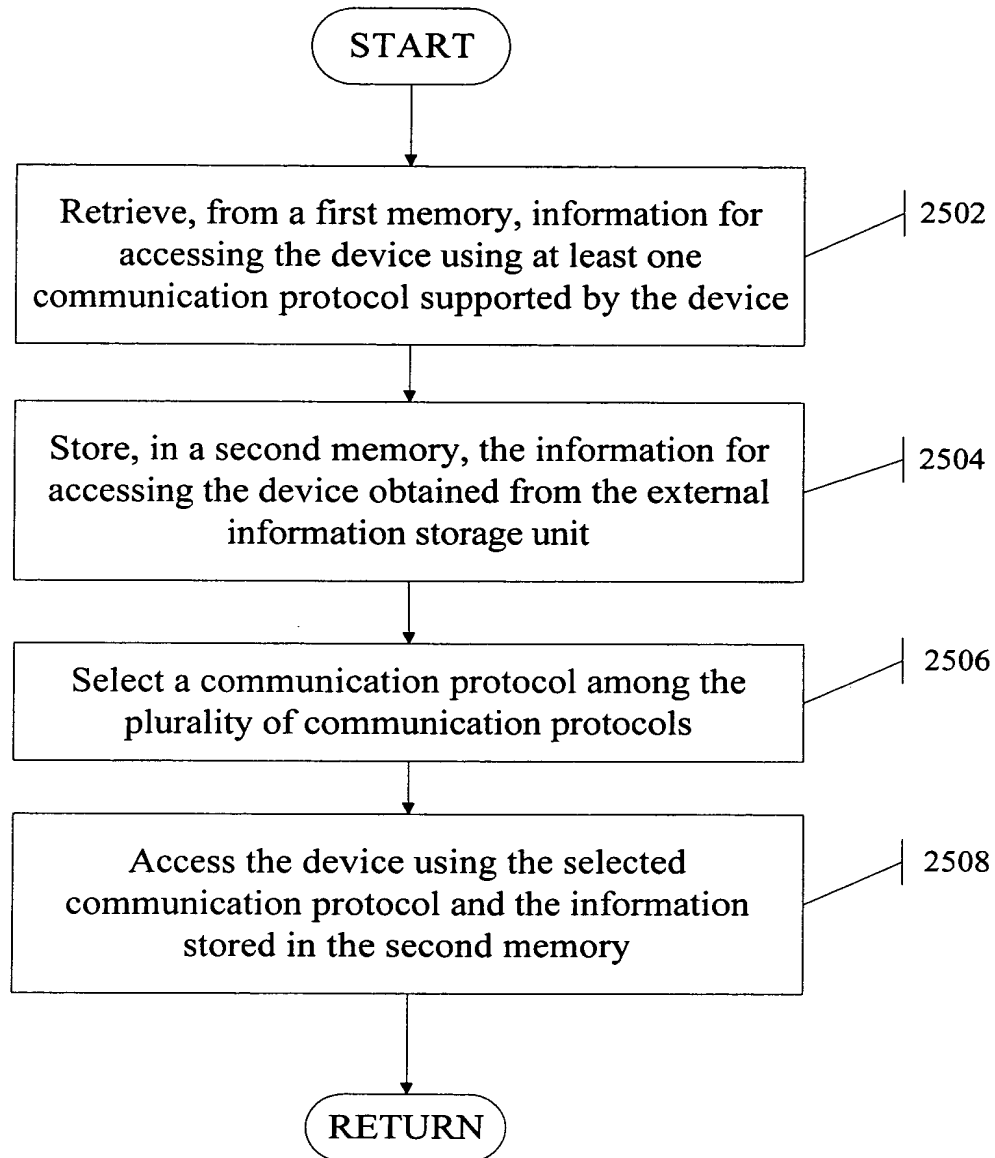 START
Retrieve, from a first memory, information for
accessing the device using at least one
communication protocol supported by the device
2502
Store, in a second memory, the information for
accessing the device obtained from the external
information storage unit
2504
Select a communication protocol among the
plurality of communication protocols
2506
Access the device using the selected
communication protocol and the information
stored in the second memory
2508
RETURN